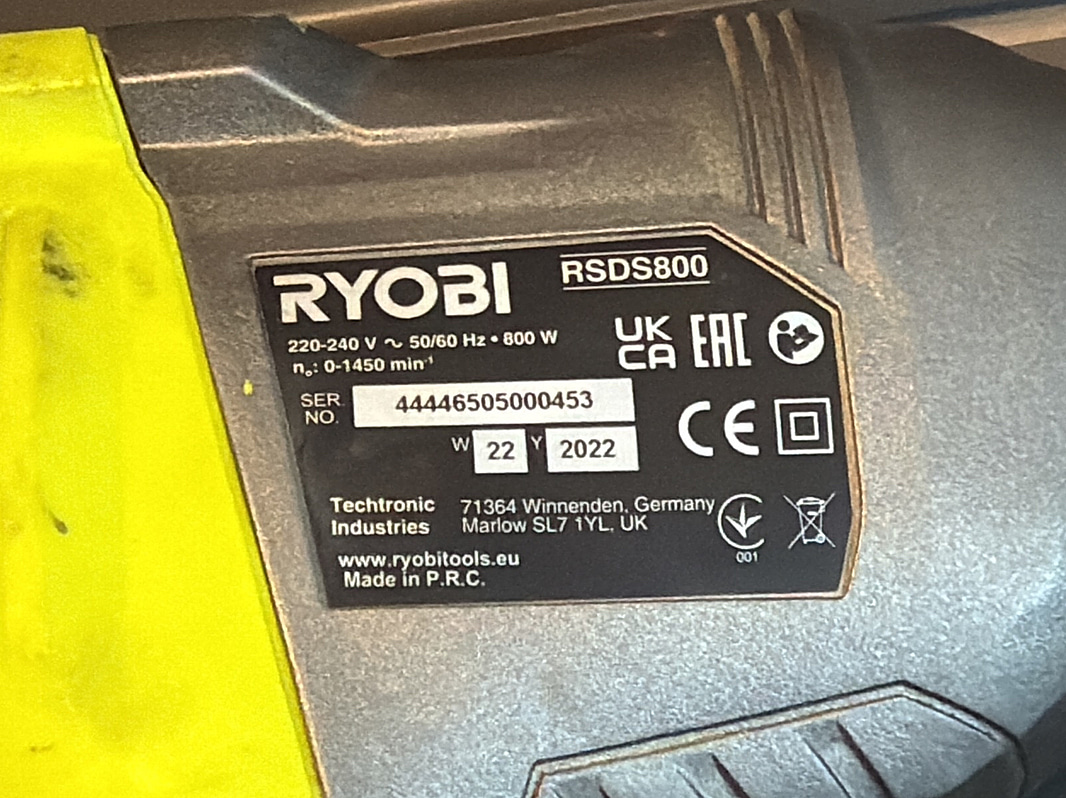 RYOBI
RSDS800
220-240 V ~ 50/60 Hz • 800 W
n₀: 0-1450 min⁻¹
UK
CA
EAC
SER.
NO.
44446505000453
W 22 Y 2022
CE
Techtronic
Industries
71364 Winnenden, Germany
Marlow SL7 1YL, UK
001
www.ryobitools.eu
Made in P.R.C.